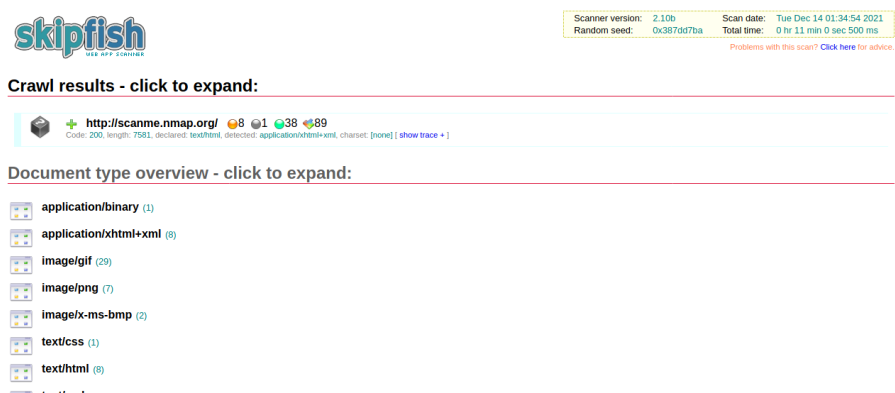 skipfish
WEB APP SCANNER
Scanner version: 2.10b Scan date: Tue Dec 14 01:34:54 2021
Random seed: 0x387dd7ba Total time: 0 hr 11 min 0 sec 500 ms
Problems with this scan? Click here for advice.
Crawl results - click to expand:
http://scanme.nmap.org/ 8 1 38 89
Code: 200, length: 7581, declared: text/html, detected: application/xhtml+xml, charset: [none] [ show trace + ]
Document type overview - click to expand:
application/binary (1)
application/xhtml+xml (8)
image/gif (29)
image/png (7)
image/x-ms-bmp (2)
text/css (1)
text/html (8)